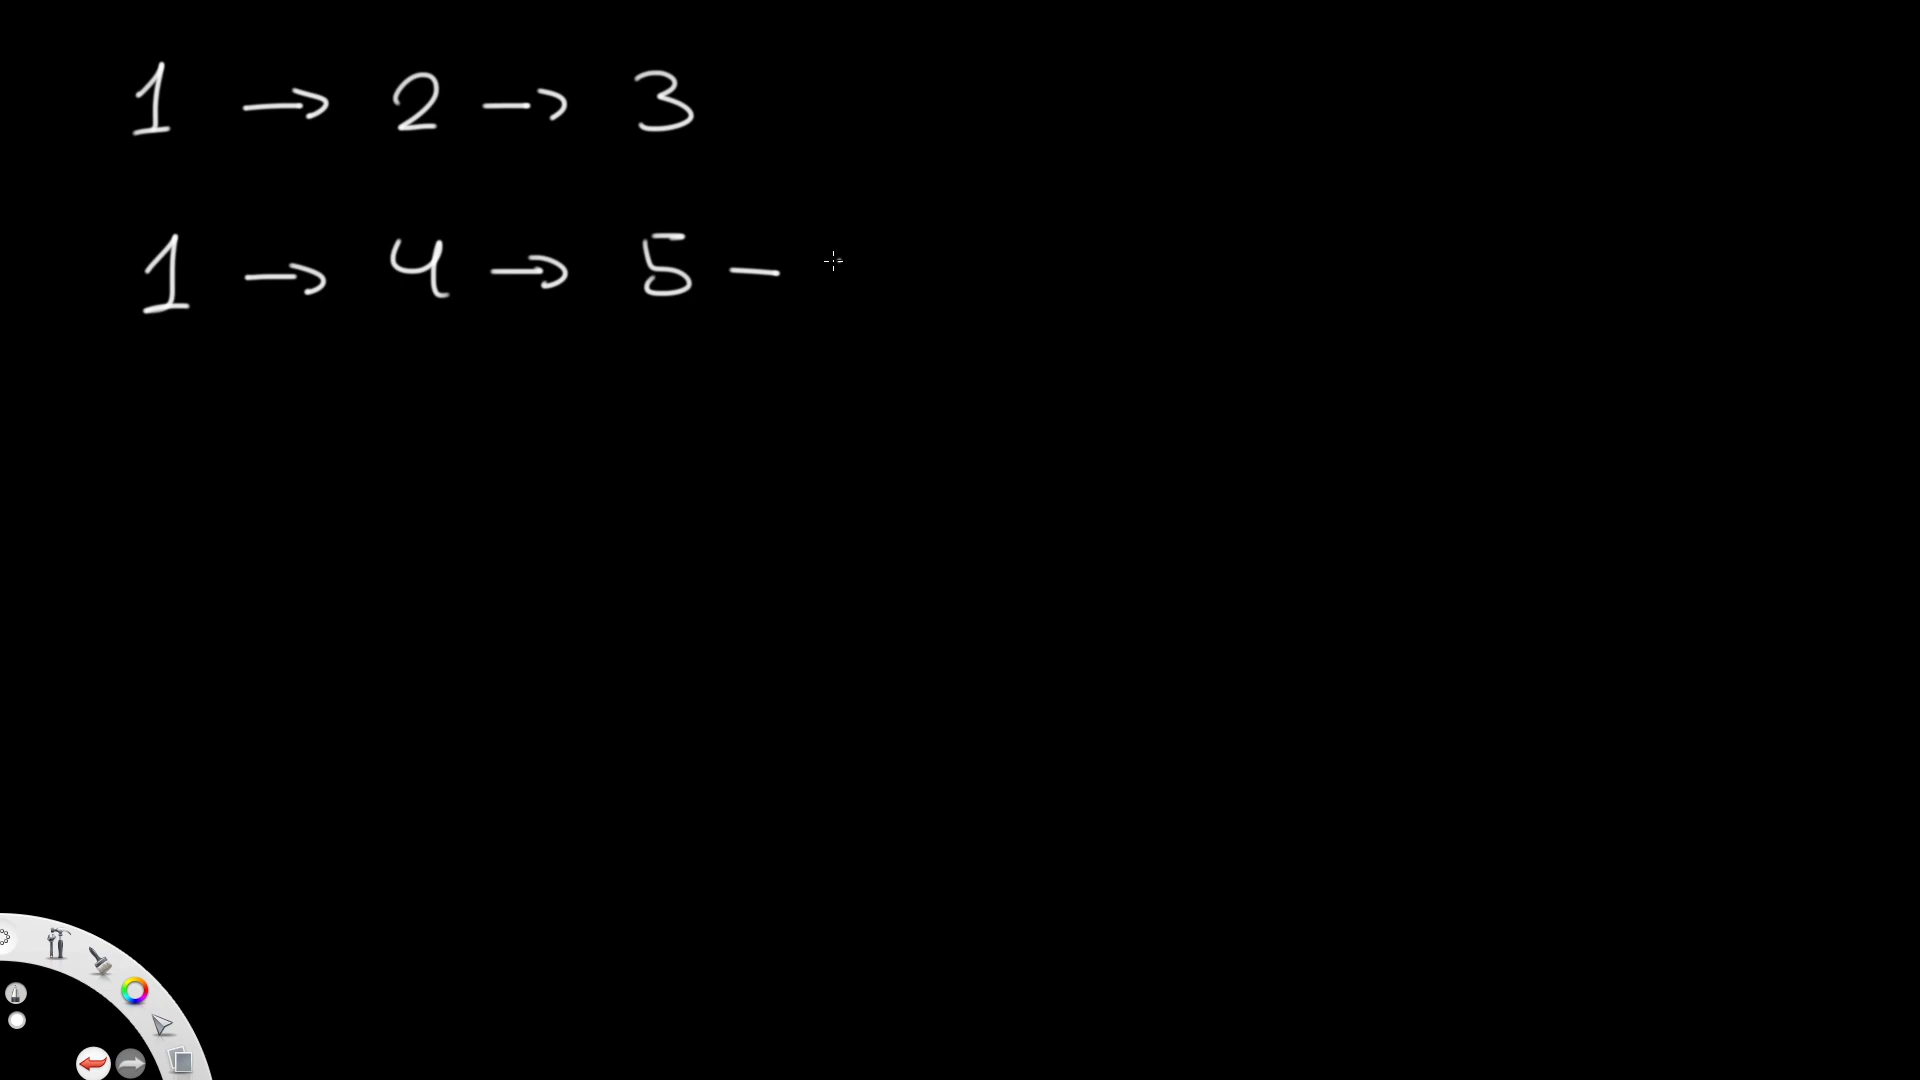 1 → 2 → 3
1 → 4 → 5 –